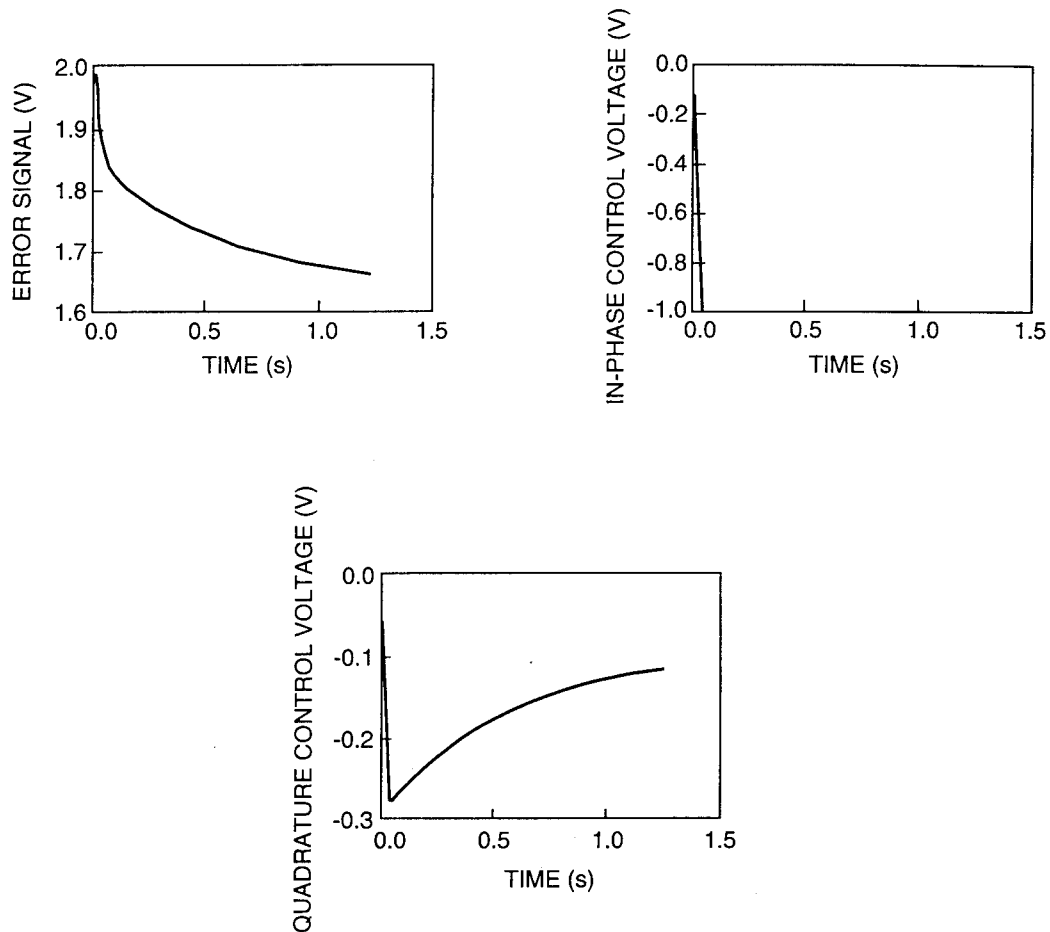 ERROR SIGNAL (V)
2.0
1.9
1.8
1.7
1.6
0.0 0.5 1.0 1.5
TIME (s)
IN-PHASE CONTROL VOLTAGE (V)
0.0
-0.2
-0.4
-0.6
-0.8
-1.0
0.0 0.5 1.0 1.5
TIME (s)
QUADRATURE CONTROL VOLTAGE (V)
0.0
-0.1
-0.2
-0.3
0.0 0.5 1.0 1.5
TIME (s)